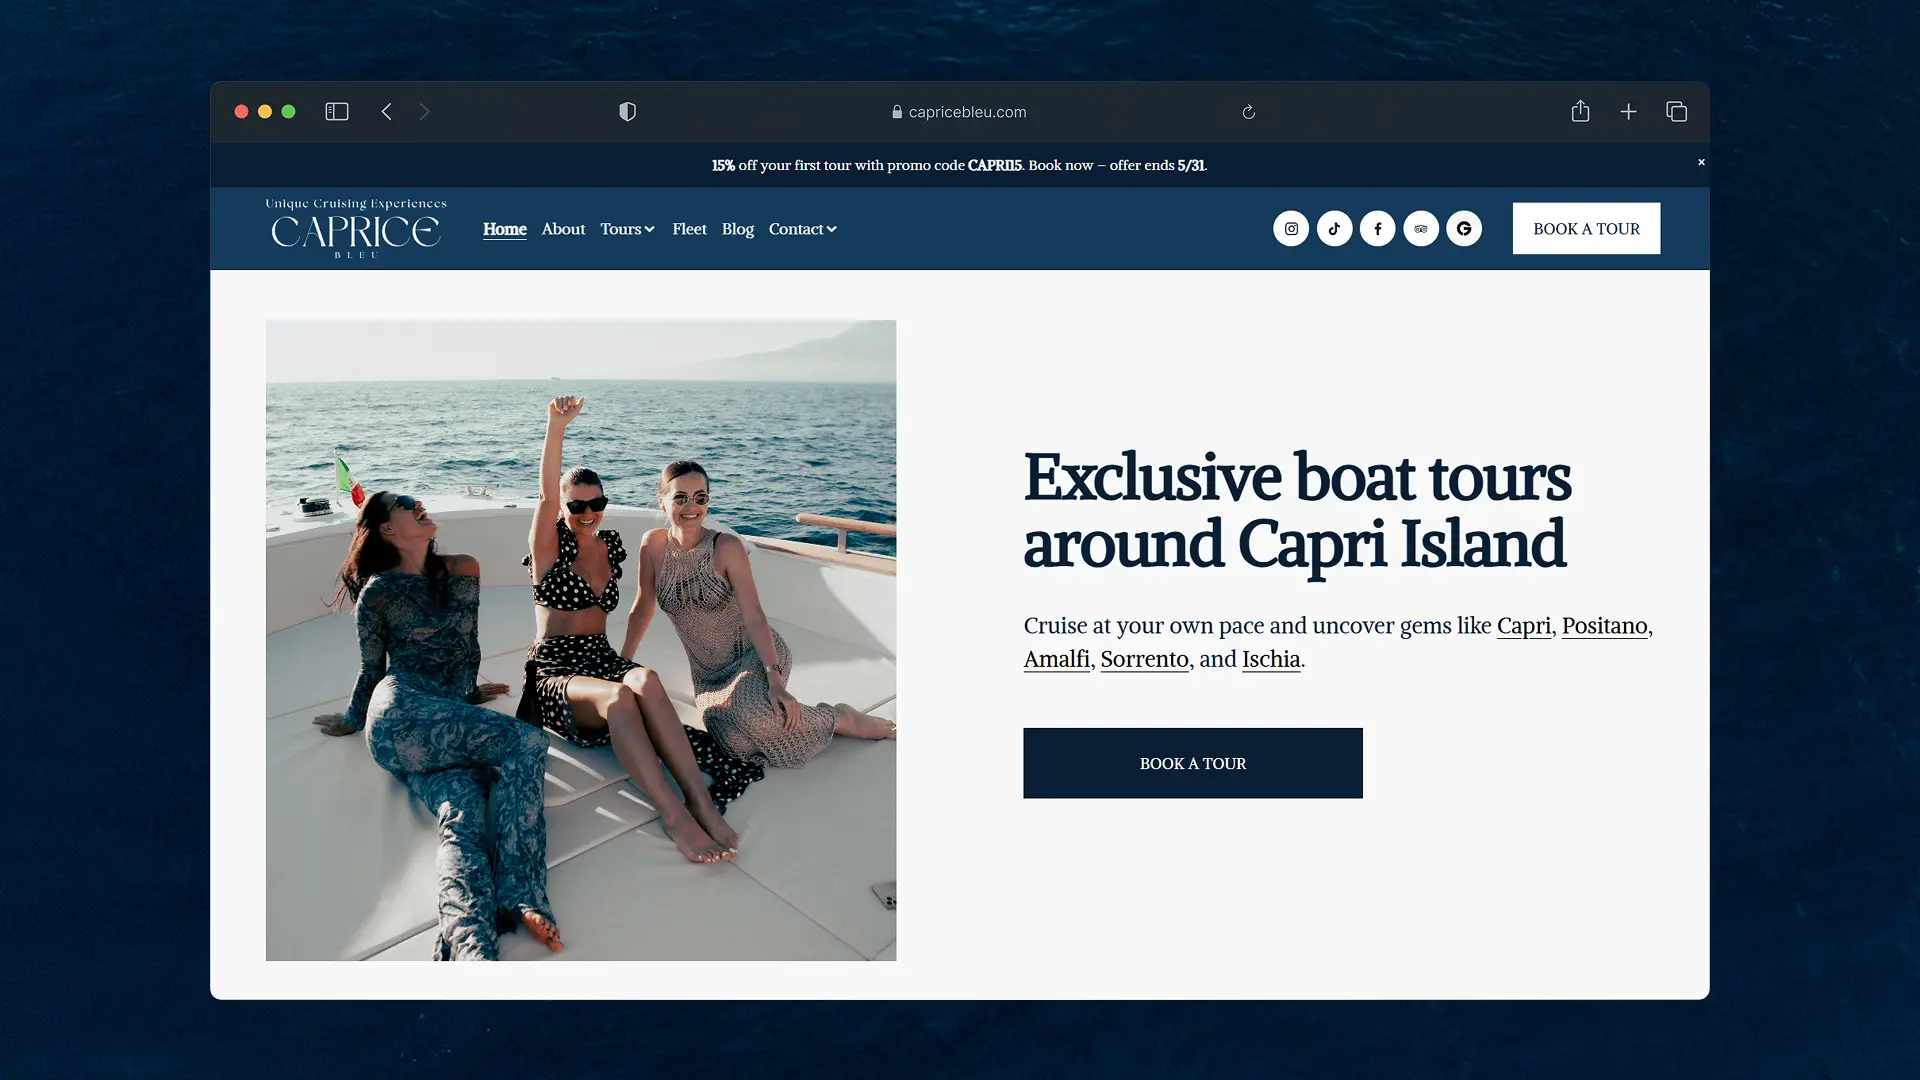 capricebleu.com
15% off your first tour with promo code CAPRI15. Book now – offer ends 5/31.
×
Unique Cruising Experiences
CAPRICE
BLEU
Home About Tours Fleet Blog Contact
BOOK A TOUR
Exclusive boat tours
around Capri Island
Cruise at your own pace and uncover gems like Capri, Positano,
Amalfi, Sorrento, and Ischia.
BOOK A TOUR